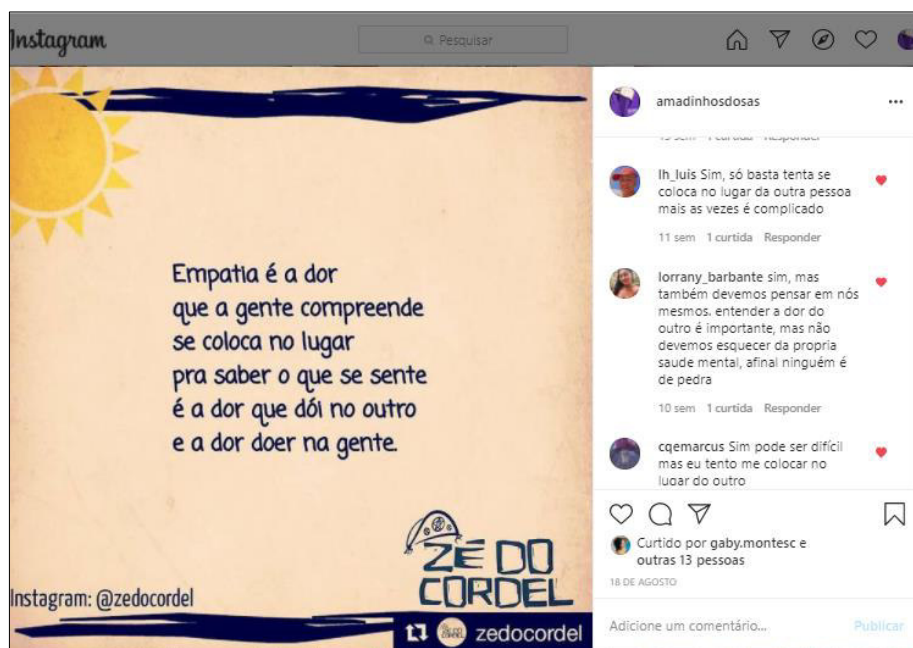 Instagram
Pesquisar
Empatia é a dor
que a gente compreende
se coloca no lugar
pra saber o que se sente
é a dor que dói no outro
e a dor doer na gente.
ZÉ DO
CORDEL
Instagram: @zedocordel
zedocordel
amadinhosdosas
1 curtida Responder
lh_luis Sim, só basta tenta se
coloca no lugar da outra pessoa
mais as vezes é complicado
11 sem 1 curtida Responder
lorrany_barbante sim, mas
também devemos pensar em nós
mesmos. entender a dor do
outro é importante, mas não
devemos esquecer da propria
saude mental, afinal ninguém é
de pedra
10 sem 1 curtida Responder
cqemarcus Sim pode ser difícil
mas eu tento me colocar no
lugar do outro
Curtido por gaby.montesc e
outras 13 pessoas
18 DE AGOSTO
Adicione um comentário... Publicar